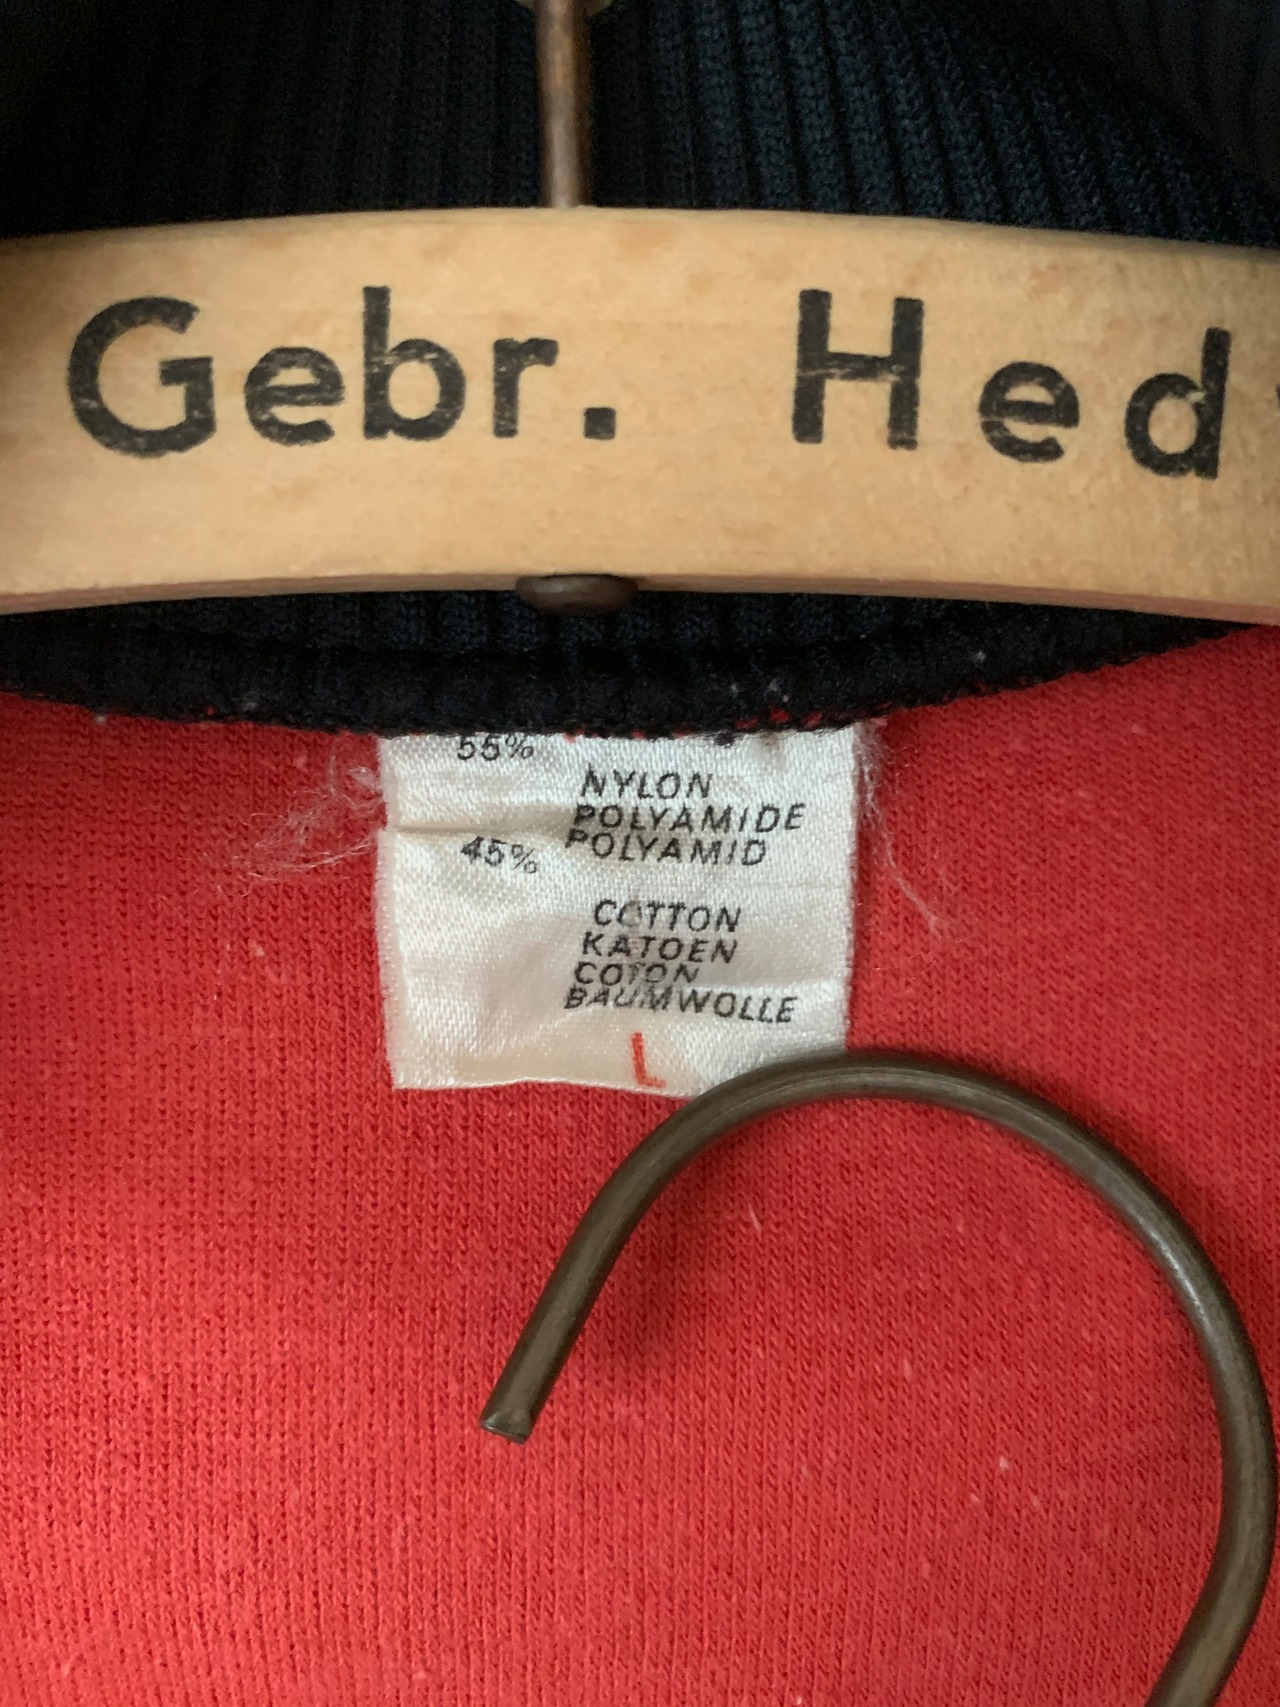 Gebr. Hed
55%
NYLON
POLYAMIDE
POLYAMID
45%
COTTON
KATOEN
COTON
BAUMWOLLE
L